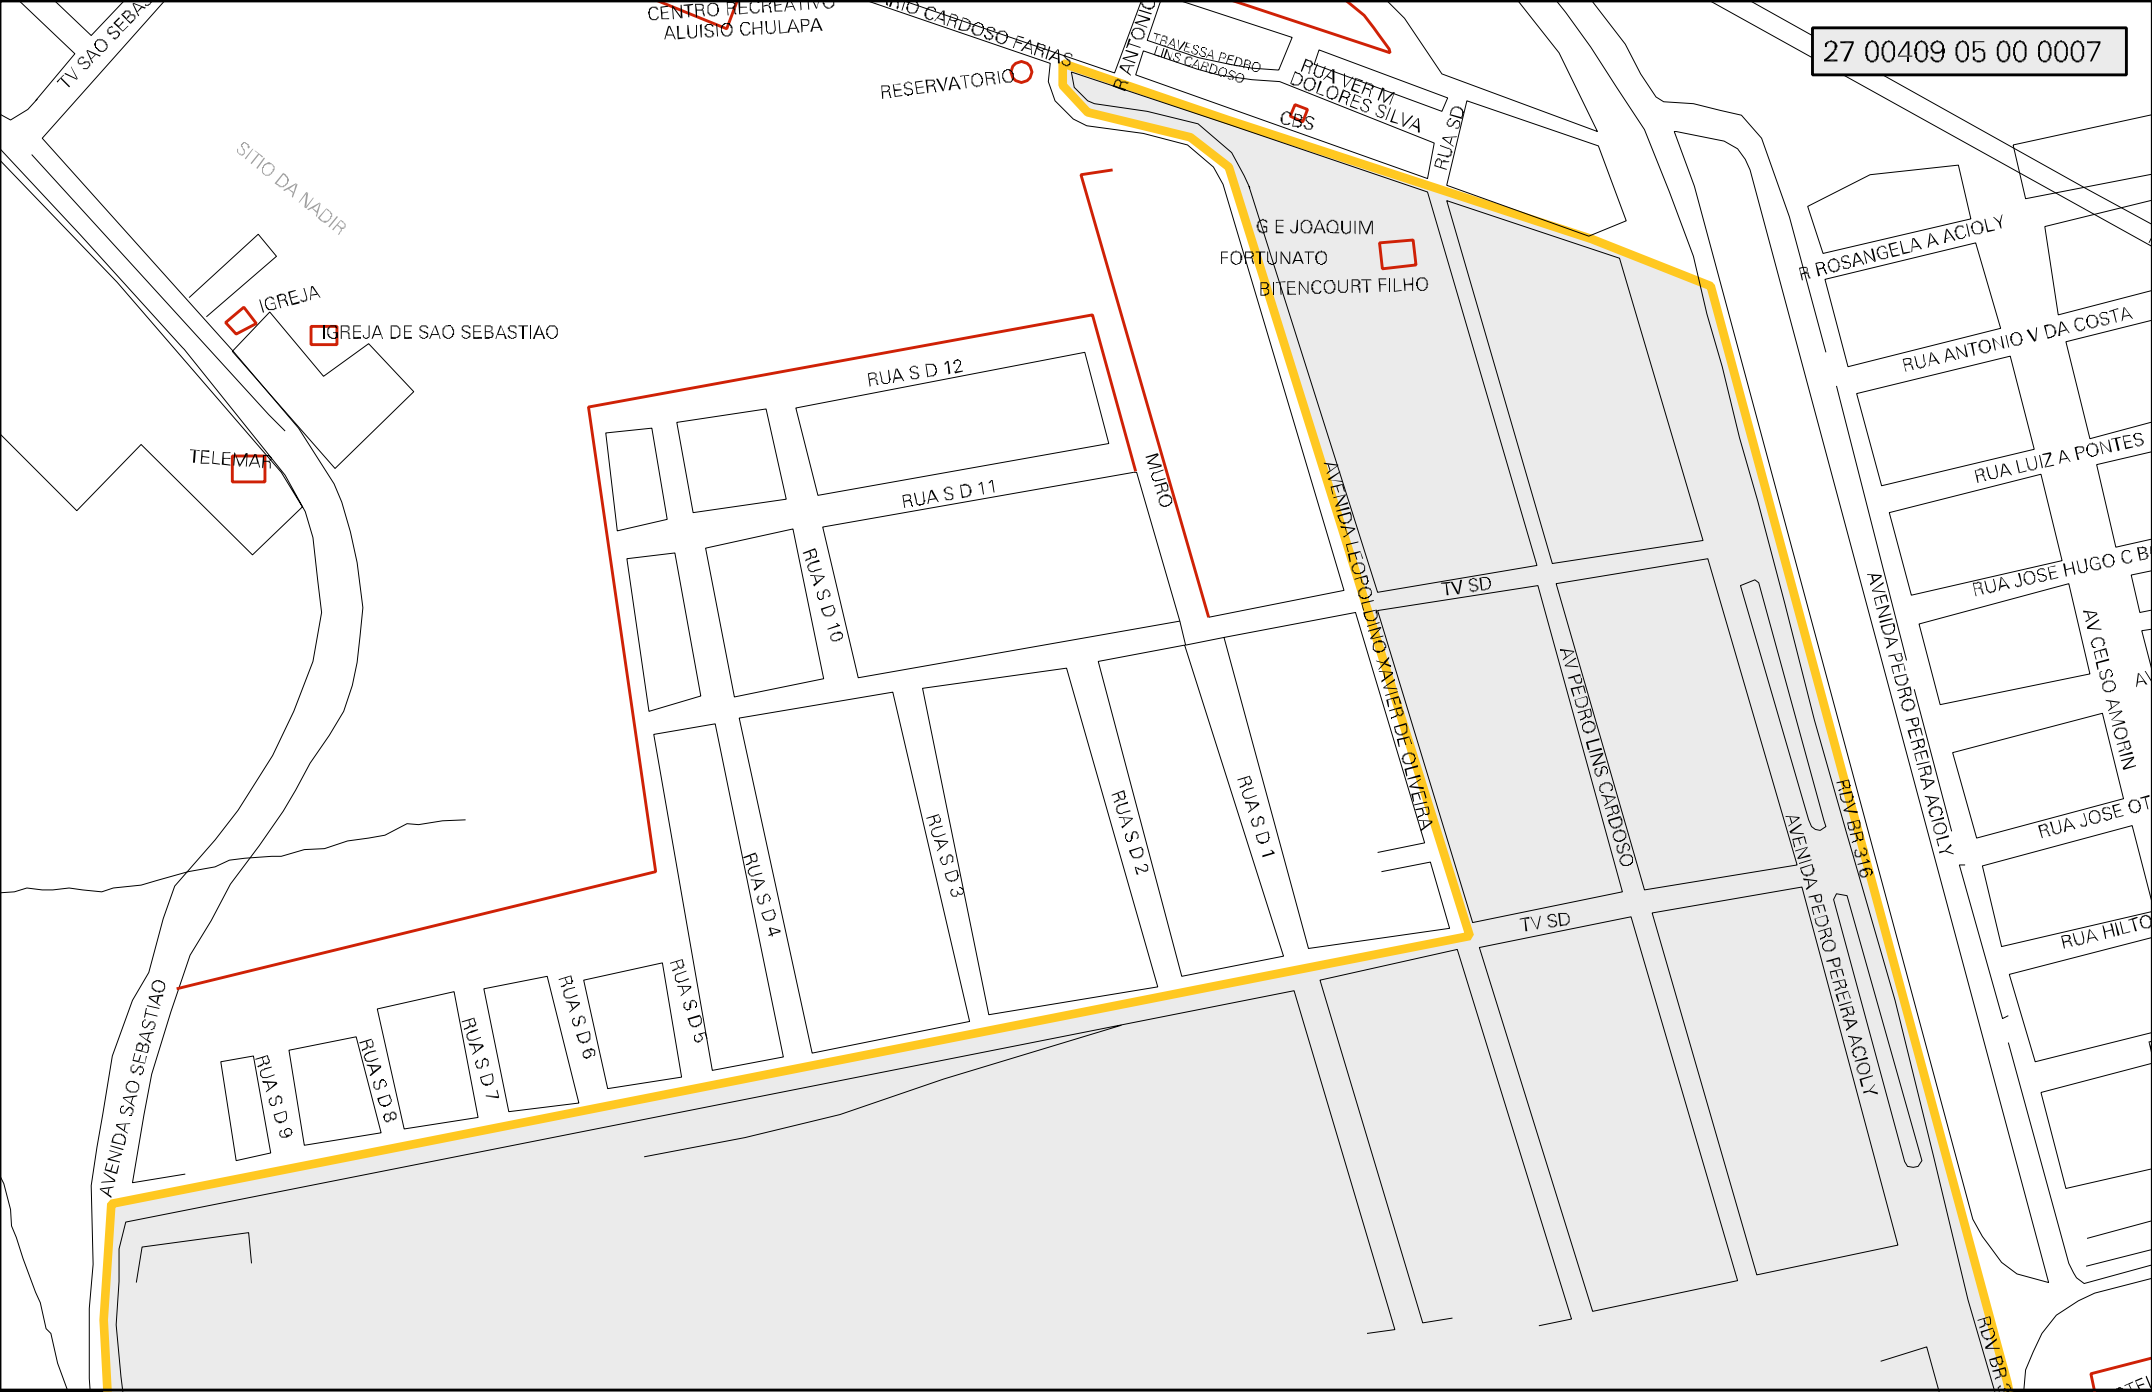 CENTRO RECREATIVO
ALUISIO CHULAPA
CARDOSO FARIAS
R ANTONIO
TRAVESSA PEDRO
LINS CARDOSO
RUA VER M
DOLORES SILVA
27 00409 05 00 0007
TV SAO
RESERVATORIO
CBS
RUA SD
SITIO DA NADIR
G E JOAQUIM
FORTUNATO
BITENCOURT FILHO
R ROSANGELA A ACIOLY
IGREJA
IGREJA DE SAO SEBASTIAO
RUA ANTONIO V DA COSTA
RUA S D 12
TELEMAR
MURO
RUA LUIZ A PONTES
RUA S D 11
AVENIDA LEOPOLDINO XAVIER DE OLIVEIRA
RUA S D 10
TV SD
RUA JOSE HUGO C
AVENIDA PEDRO PEREIRA ACIOLY
AV CELSO AMORIN
AV PEDRO LINS CARDOSO
RUA S D 1
RUA S D 2
RUA S D 3
RUA S D 4
RDV BR 316
RUA JOSE
AVENIDA PEDRO PEREIRA ACIOLY
TV SD
RUA
RUA S D 5
RUA S D 6
RUA S D 7
RUA S D 8
RUA S D 9
AVENIDA SAO SEBASTIAO
RDV BR